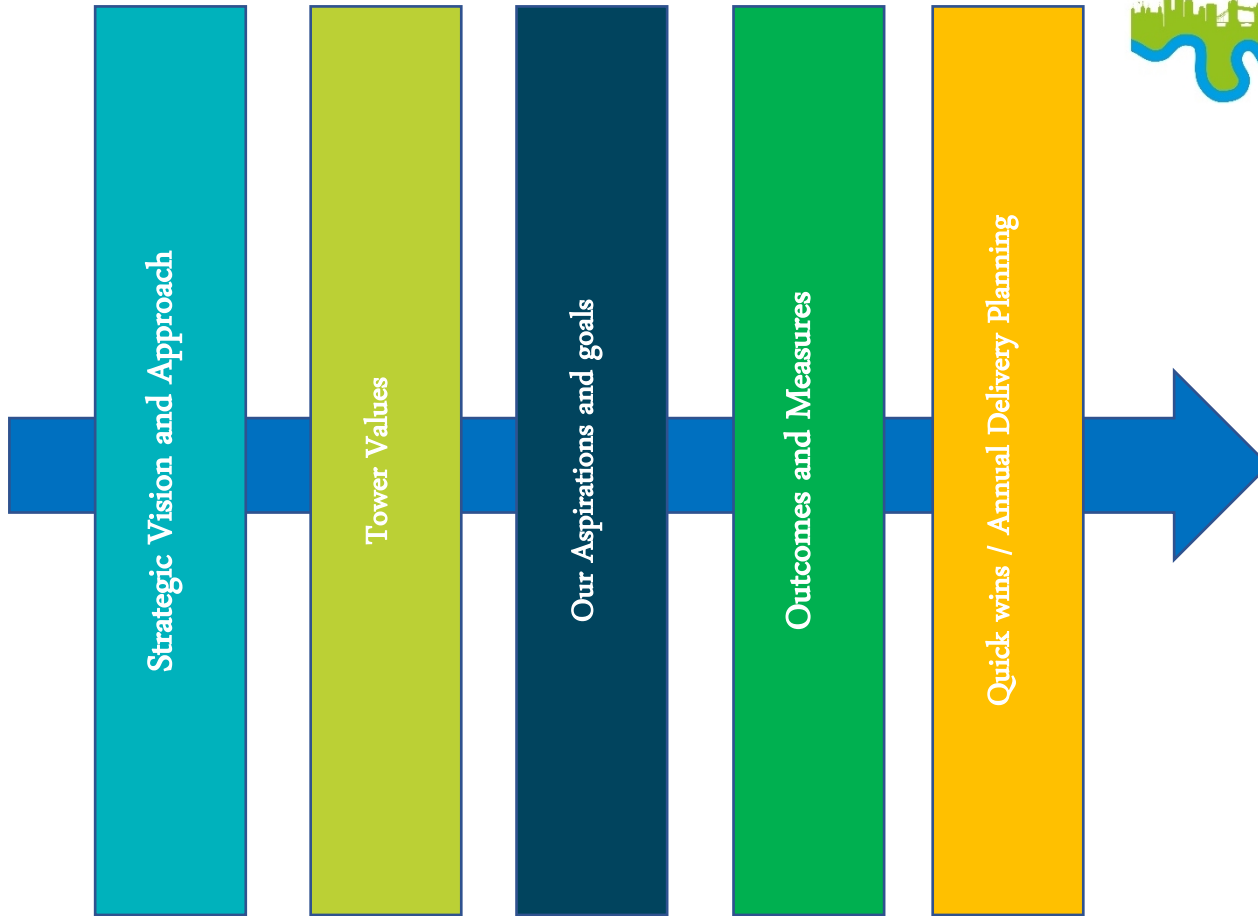 Strategic Vision and Approach
Tower Values
Our Aspirations and goals
Outcomes and Measures
Quick wins / Annual Delivery Planning